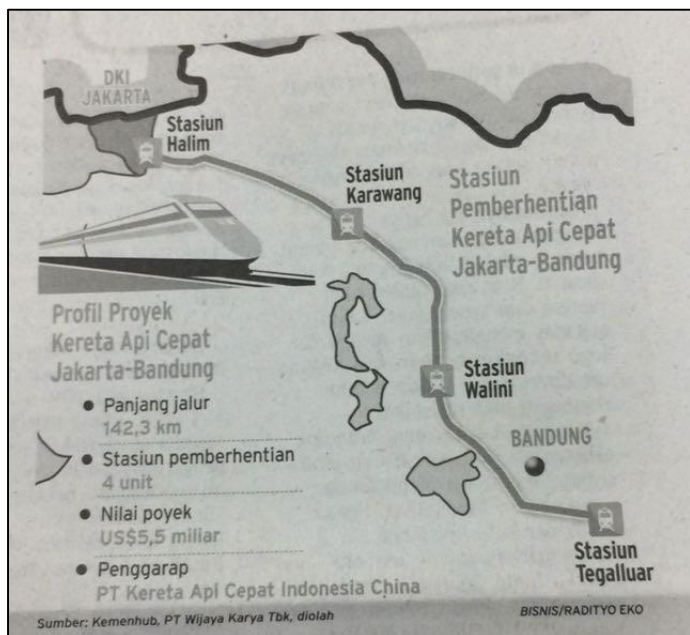 DKI
JAKARTA
Stasiun
Halim
Stasiun
Karawang
Stasiun
Pemberhentian
Kereta Api Cepat
Jakarta-Bandung
Profil Proyek
Kereta Api Cepat
Jakarta-Bandung
Stasiun
Walini
BANDUNG
Stasiun
Tegalluar
• Panjang jalur
142,3 km
• Stasiun pemberhentian
4 unit
• Nilai poyek
US$5,5 miliar
• Penggarap
PT Kereta Api Cepat Indonesia China
Sumber: Kemenhub, PT Wijaya Karya Tbk, diolah
BISNIS/RADITYO EKO